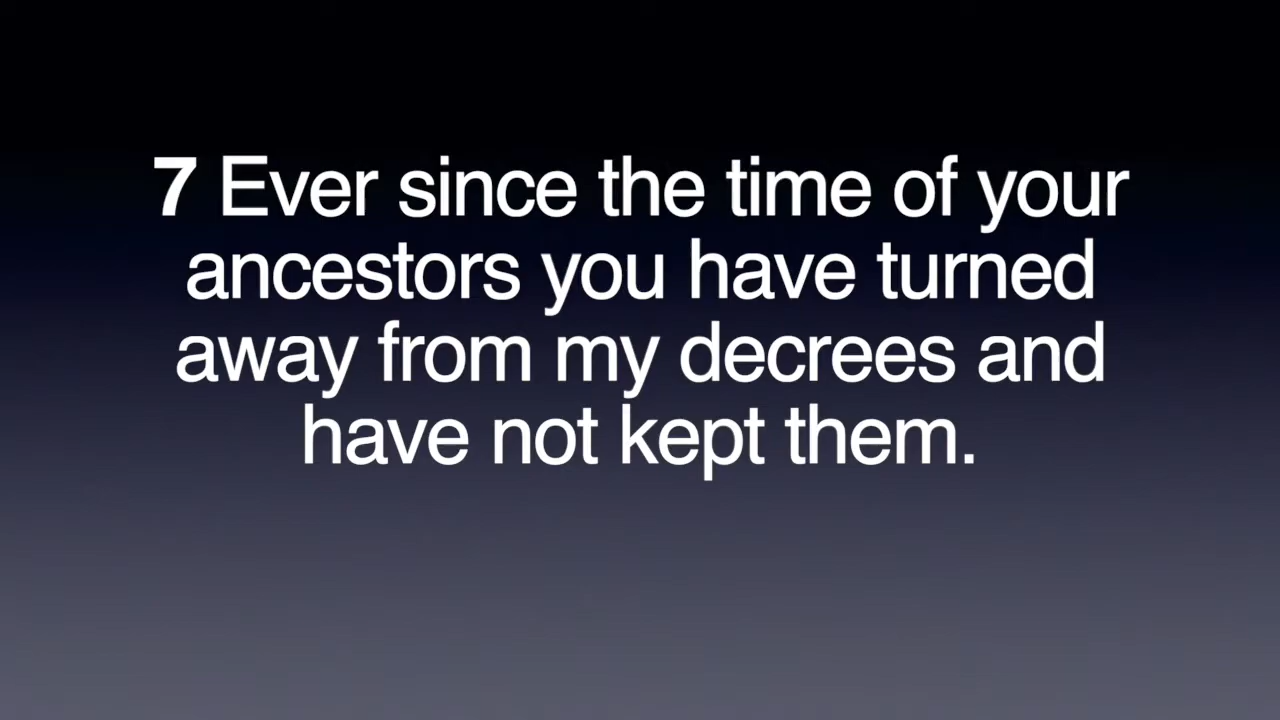 7 Ever since the time of your
ancestors you have turned
away from my decrees and
have not kept them.